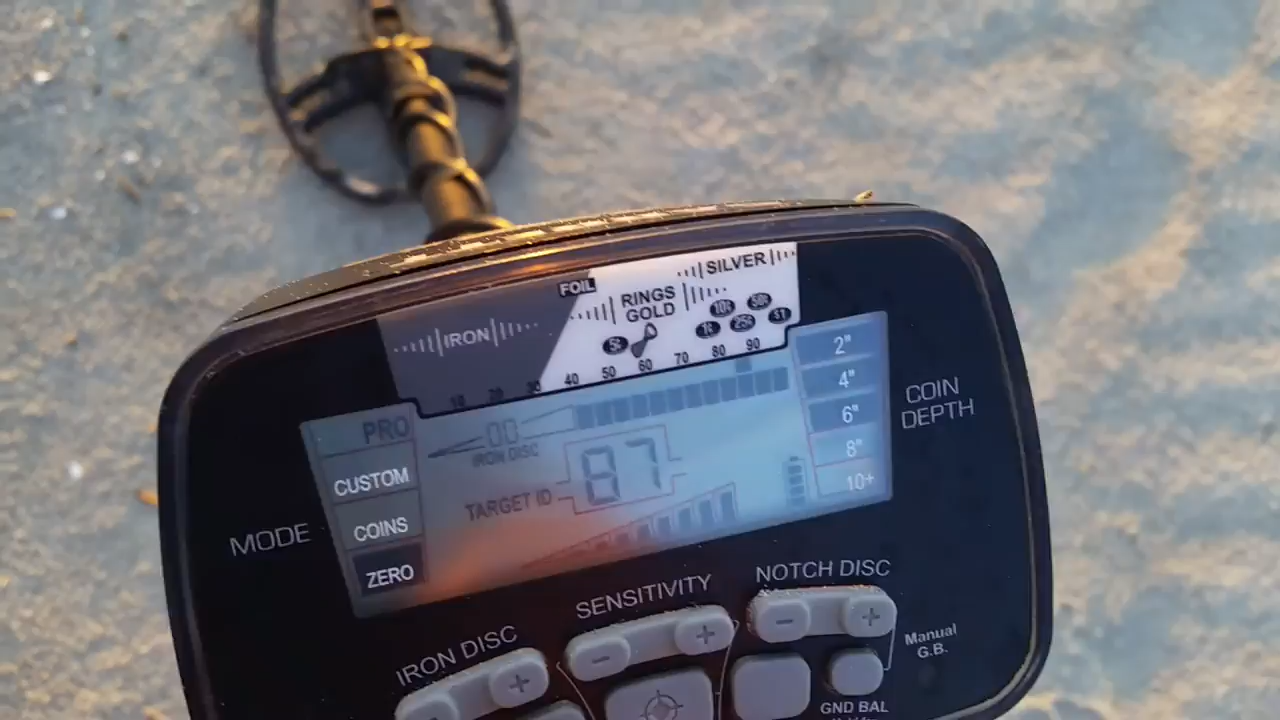 SILVER
FOIL
RINGS
GOLD
IRON
10¢ 50¢
5¢ 1¢ 25¢ $1
10 20 30 40 50 60 70 80 90
2"
4"
6"
8"
10+
COIN
DEPTH
PRO
CUSTOM
COINS
ZERO
MODE
00
IRON DISC
TARGET ID
87
NOTCH DISC
SENSITIVITY
IRON DISC
- +
- +
+
Manual
G.B.
GND BAL